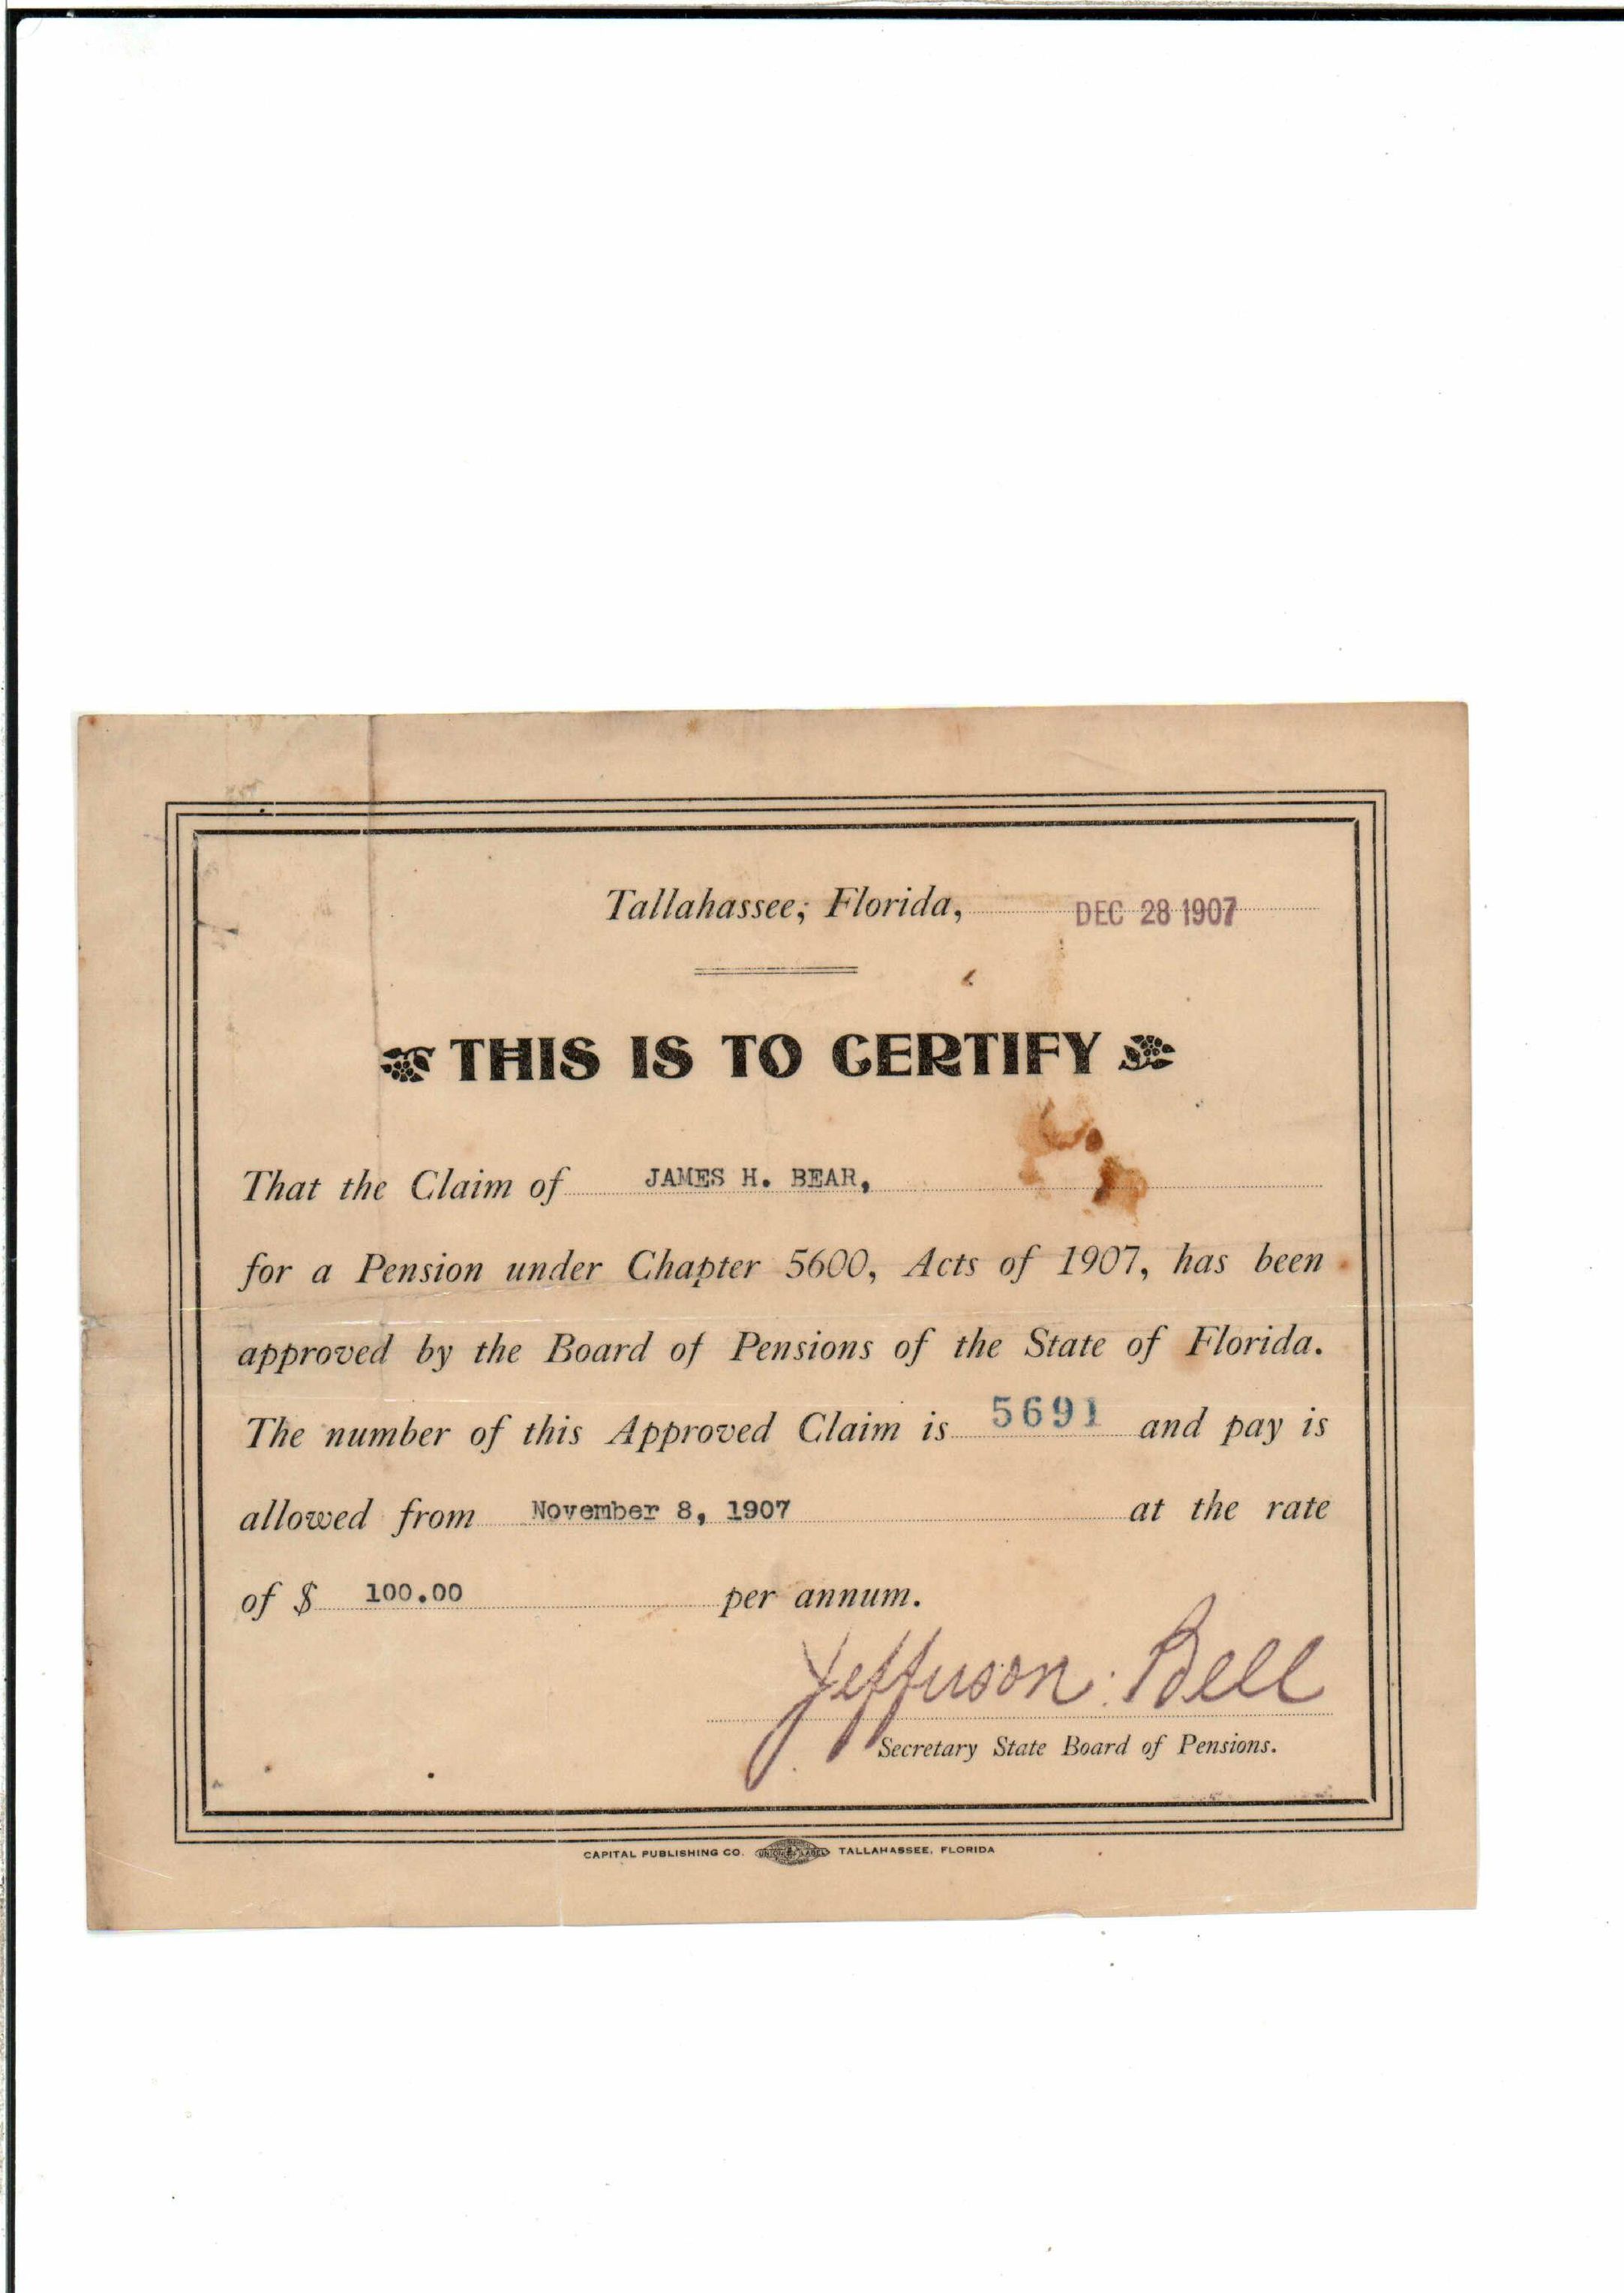 Tallahassee, Florida, DEC 28 1907
THIS IS TO CERTIFY
That the Claim of JAMES H. BEAR,
for a Pension under Chapter 5600, Acts of 1907, has been
approved by the Board of Pensions of the State of Florida.
The number of this Approved Claim is 5691 and pay is
allowed from November 8, 1907 at the rate
of $ 100.00 per annum.
Jefferson Bell
Secretary State Board of Pensions.
CAPITAL PUBLISHING CO. UNION LABEL TALLAHASSEE, FLORIDA